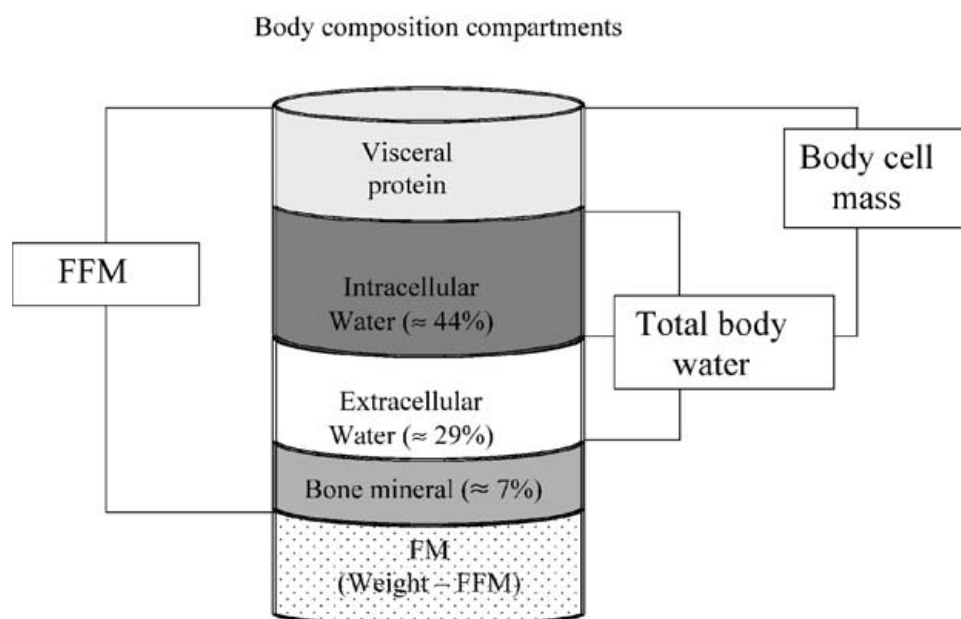 Body composition compartments
Visceral
protein
Body cell
mass
FFM
Intracellular
Water (≈ 44%)
Total body
water
Extracellular
Water (≈ 29%)
Bone mineral (≈ 7%)
FM
(Weight – FFM)